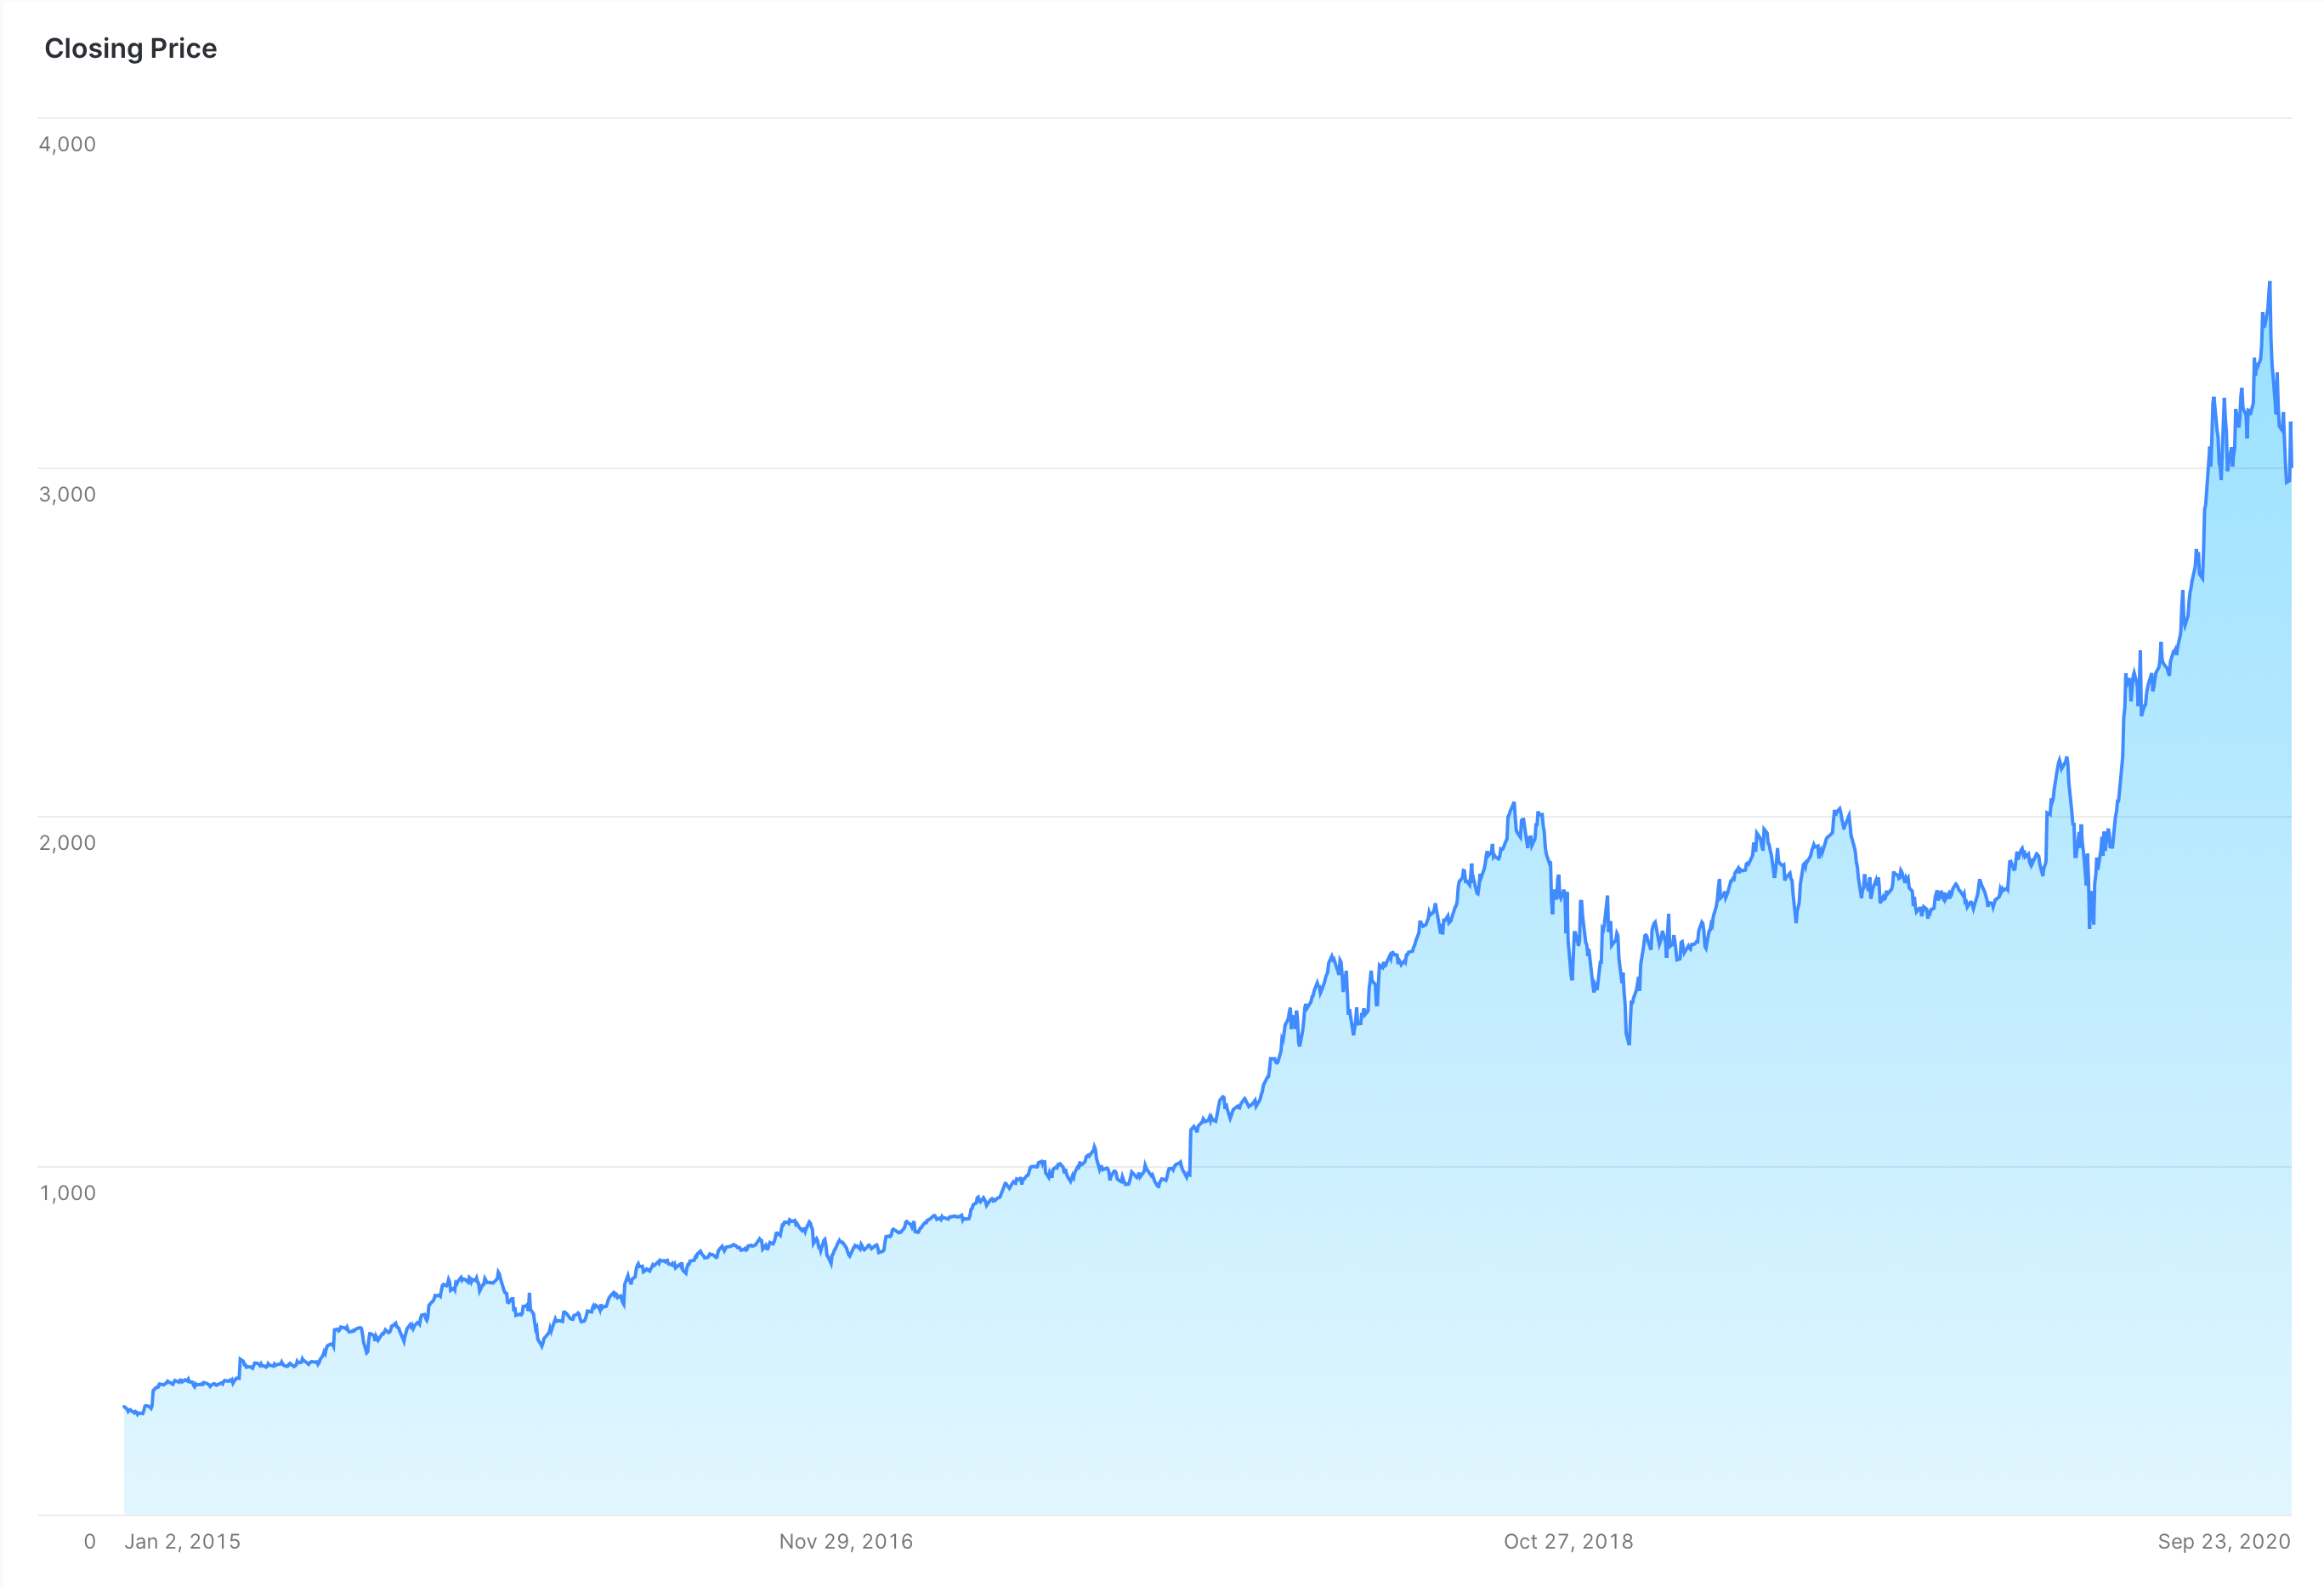 Closing Price
4,000
3,000
2,000
1,000
0
Jan 2, 2015
Nov 29, 2016
Oct 27, 2018
Sep 23, 2020